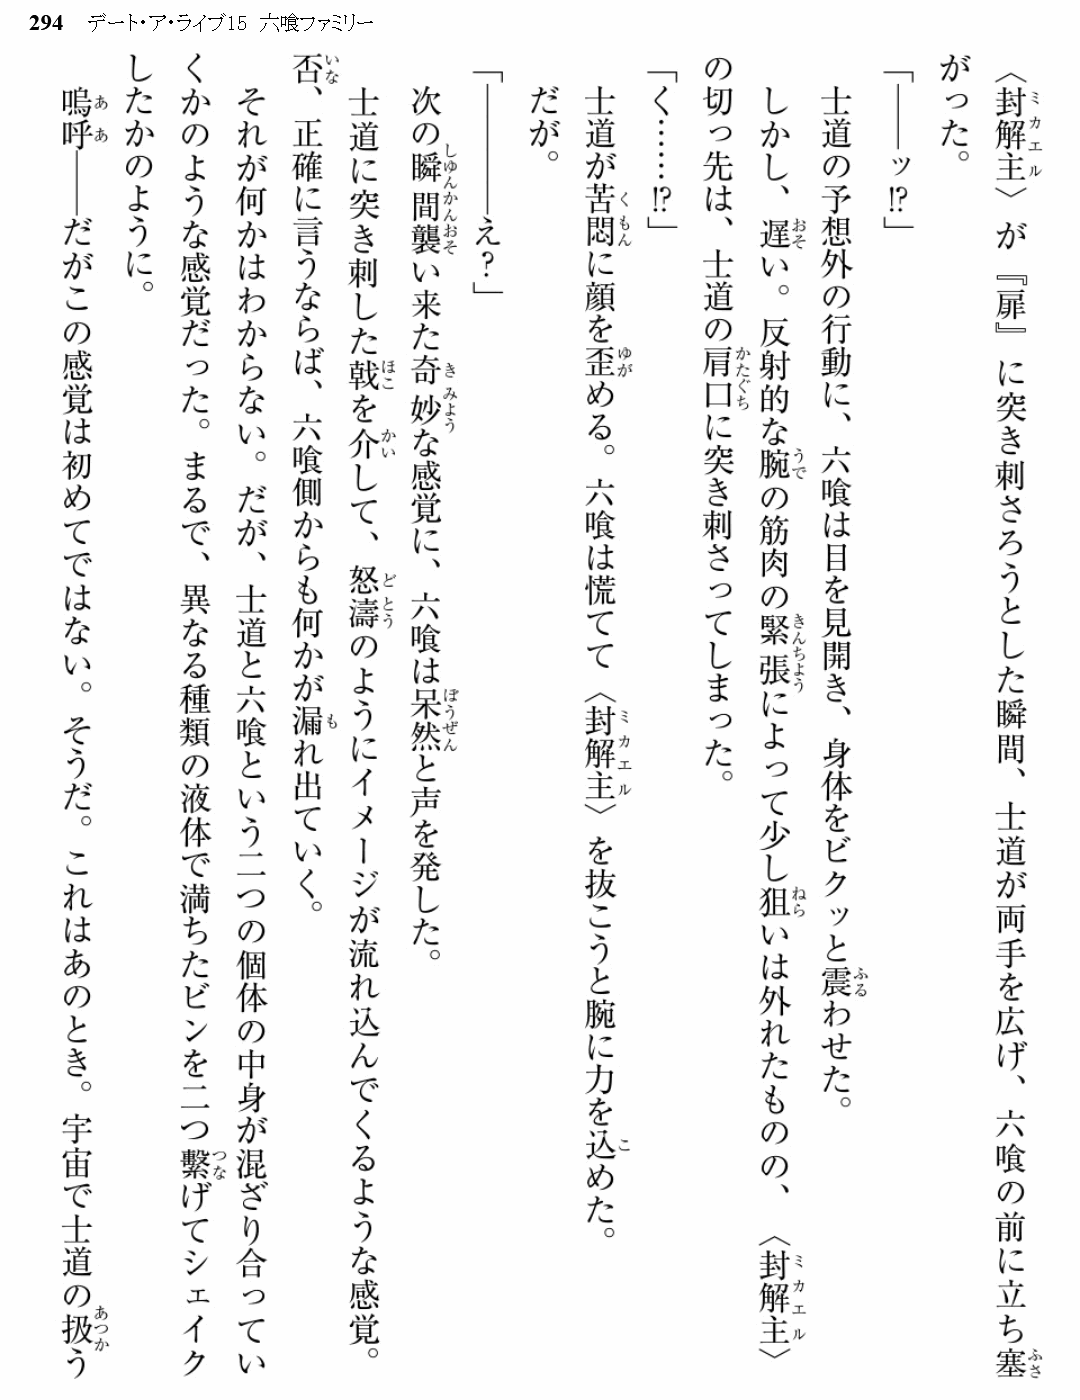 294 デート・ア・ライブ15 六喰ファミリー
〈封解主〉が『扉』に突き刺さろうとした瞬間、士道が両手を広げ、六喰の前に立ち塞
がった。
「――ッ!?」
士道の予想外の行動に、六喰は目を見開き、身体をビクッと震わせた。
しかし、遅い。反射的な腕の筋肉の緊張によって少し狙いは外れたものの、〈封解主〉
の切っ先は、士道の肩口に突き刺さってしまった。
「く……!?」
士道が苦悶に顔を歪める。六喰は慌てて〈封解主〉を抜こうと腕に力を込めた。
だが。
「――――え?」
次の瞬間襲い来た奇妙な感覚に、六喰は呆然と声を発した。
士道に突き刺した戟を介して、怒濤のようにイメージが流れ込んでくるような感覚。
否、正確に言うならば、六喰側からも何かが漏れ出ていく。
それが何かはわからない。だが、士道と六喰という二つの個体の中身が混ざり合ってい
くかのような感覚だった。まるで、異なる種類の液体で満ちたビンを二つ繫げてシェイク
したかのように。
嗚呼――だがこの感覚は初めてではない。そうだ。これはあのとき。宇宙で士道の扱う